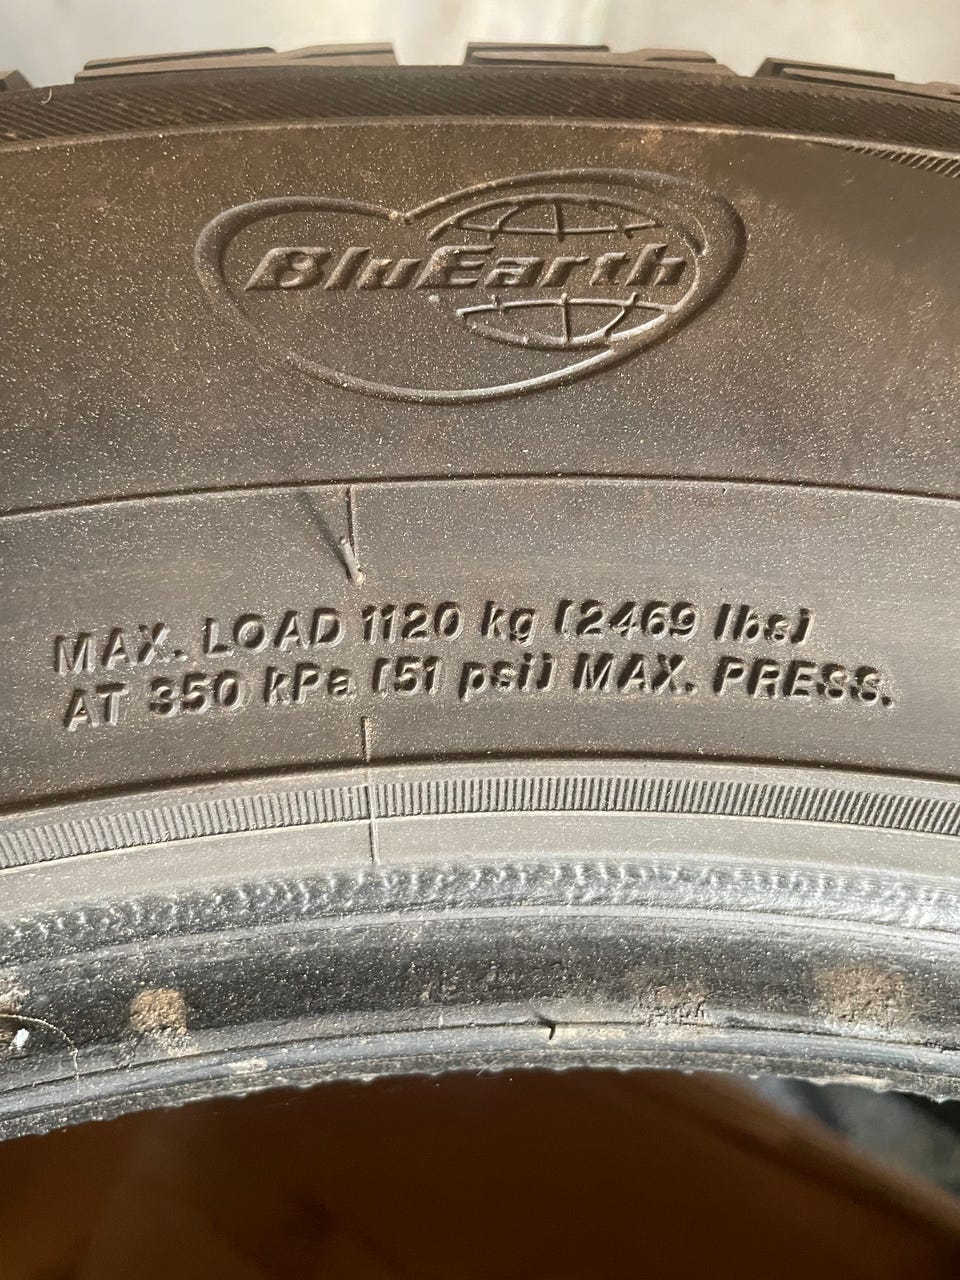 BluEarth
MAX. LOAD 1120 kg (2469 lbs)
AT 350 kPa (51 psi) MAX. PRESS.